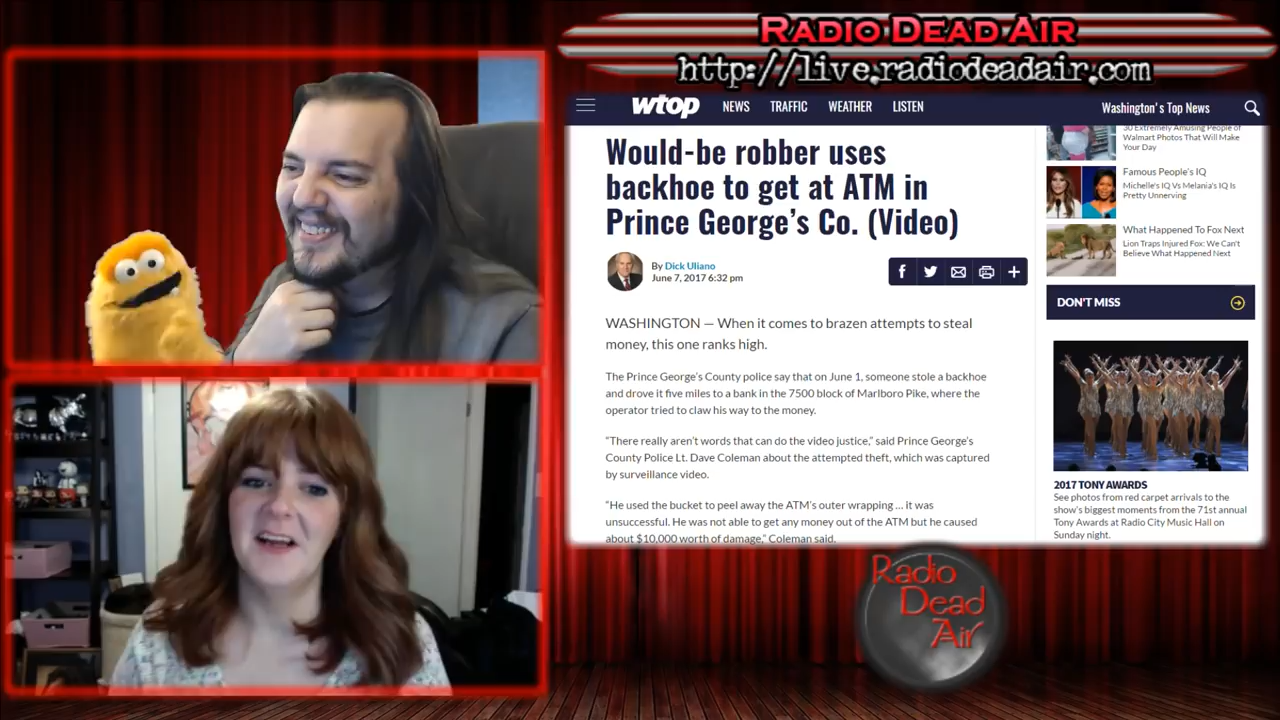 Radio Dead Air
http://live.radiodeadair.com
wtop
NEWS
TRAFFIC
WEATHER
LISTEN
Washington's Top News
Would-be robber uses
backhoe to get at ATM in
Prince George's Co. (Video)
By Dick Uliano
June 7, 2017 6:32 pm
WASHINGTON — When it comes to brazen attempts to steal
money, this one ranks high.
The Prince George's County police say that on June 1, someone stole a backhoe
and drove it five miles to a bank in the 7500 block of Marlboro Pike, where the
operator tried to claw his way to the money.
“There really aren't words that can do the video justice,” said Prince George's
County Police Lt. Dave Coleman about the attempted theft, which was captured
by surveillance video.
“He used the bucket to peel away the ATM's outer wrapping … it was
unsuccessful. He was not able to get any money out of the ATM but he caused
about $10,000 worth of damage,” Coleman said.
30 Extremely Amusing People of
Walmart Photos That Will Make
Your Day
Famous People's IQ
Michelle's IQ Vs Melania's IQ Is
Pretty Unnerving
What Happened To Fox Next
Lion Traps Injured Fox: We Can't
Believe What Happened Next
DON'T MISS
2017 TONY AWARDS
See photos from red carpet arrivals to the
show's biggest moments from the 71st annual
Tony Awards at Radio City Music Hall on
Sunday night.
Radio
Dead
Air